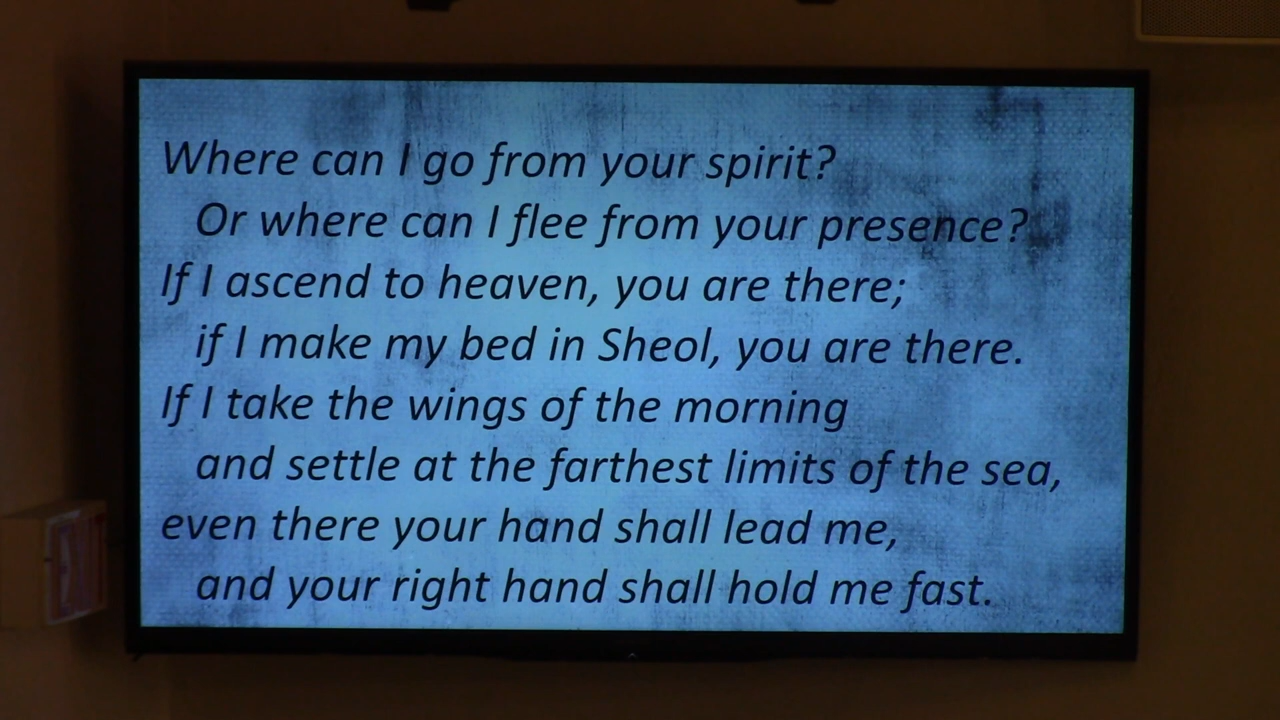 Where can I go from your spirit?
Or where can I flee from your presence?
If I ascend to heaven, you are there;
if I make my bed in Sheol, you are there.
If I take the wings of the morning
and settle at the farthest limits of the sea,
even there your hand shall lead me,
and your right hand shall hold me fast.